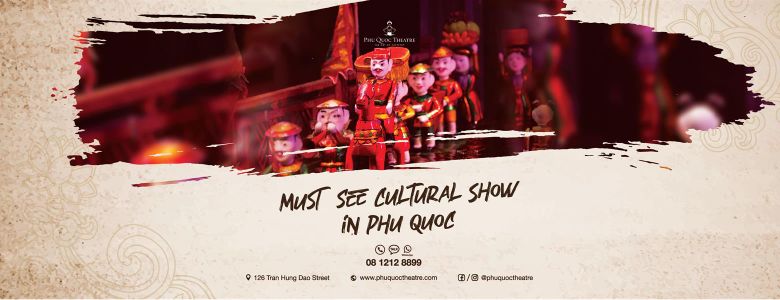 PHU QUOC THEATRE
MUST SEE CULTURAL SHOW
IN PHU QUOC
08 1212 8899
126 Tran Hung Dao Street
www.phuquoctheatre.com
/ @phuquoctheatre